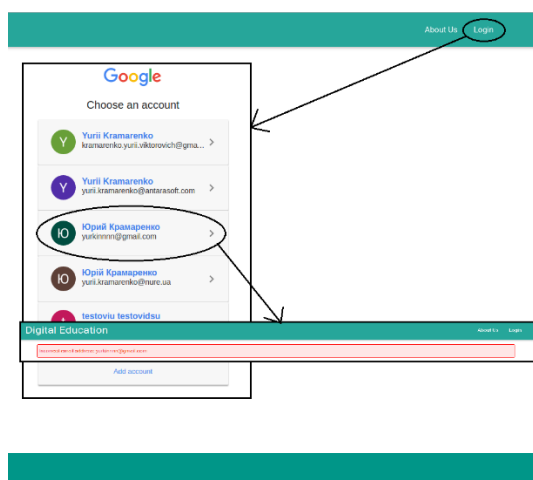 About Us Login
Google
Choose an account
Y Yurii Kramarenko
kramarenko.yurii.viktorovich@gma...
Y Yurii Kramarenko
yurii.kramarenko@antarasoft.com
Ю Юрий Крамаренко
yurkinnnn@gmail.com
Ю Юрій Крамаренко
yurii.kramarenko@nure.ua
testoviu testovidsu
Digital Education About Us Login
Add account